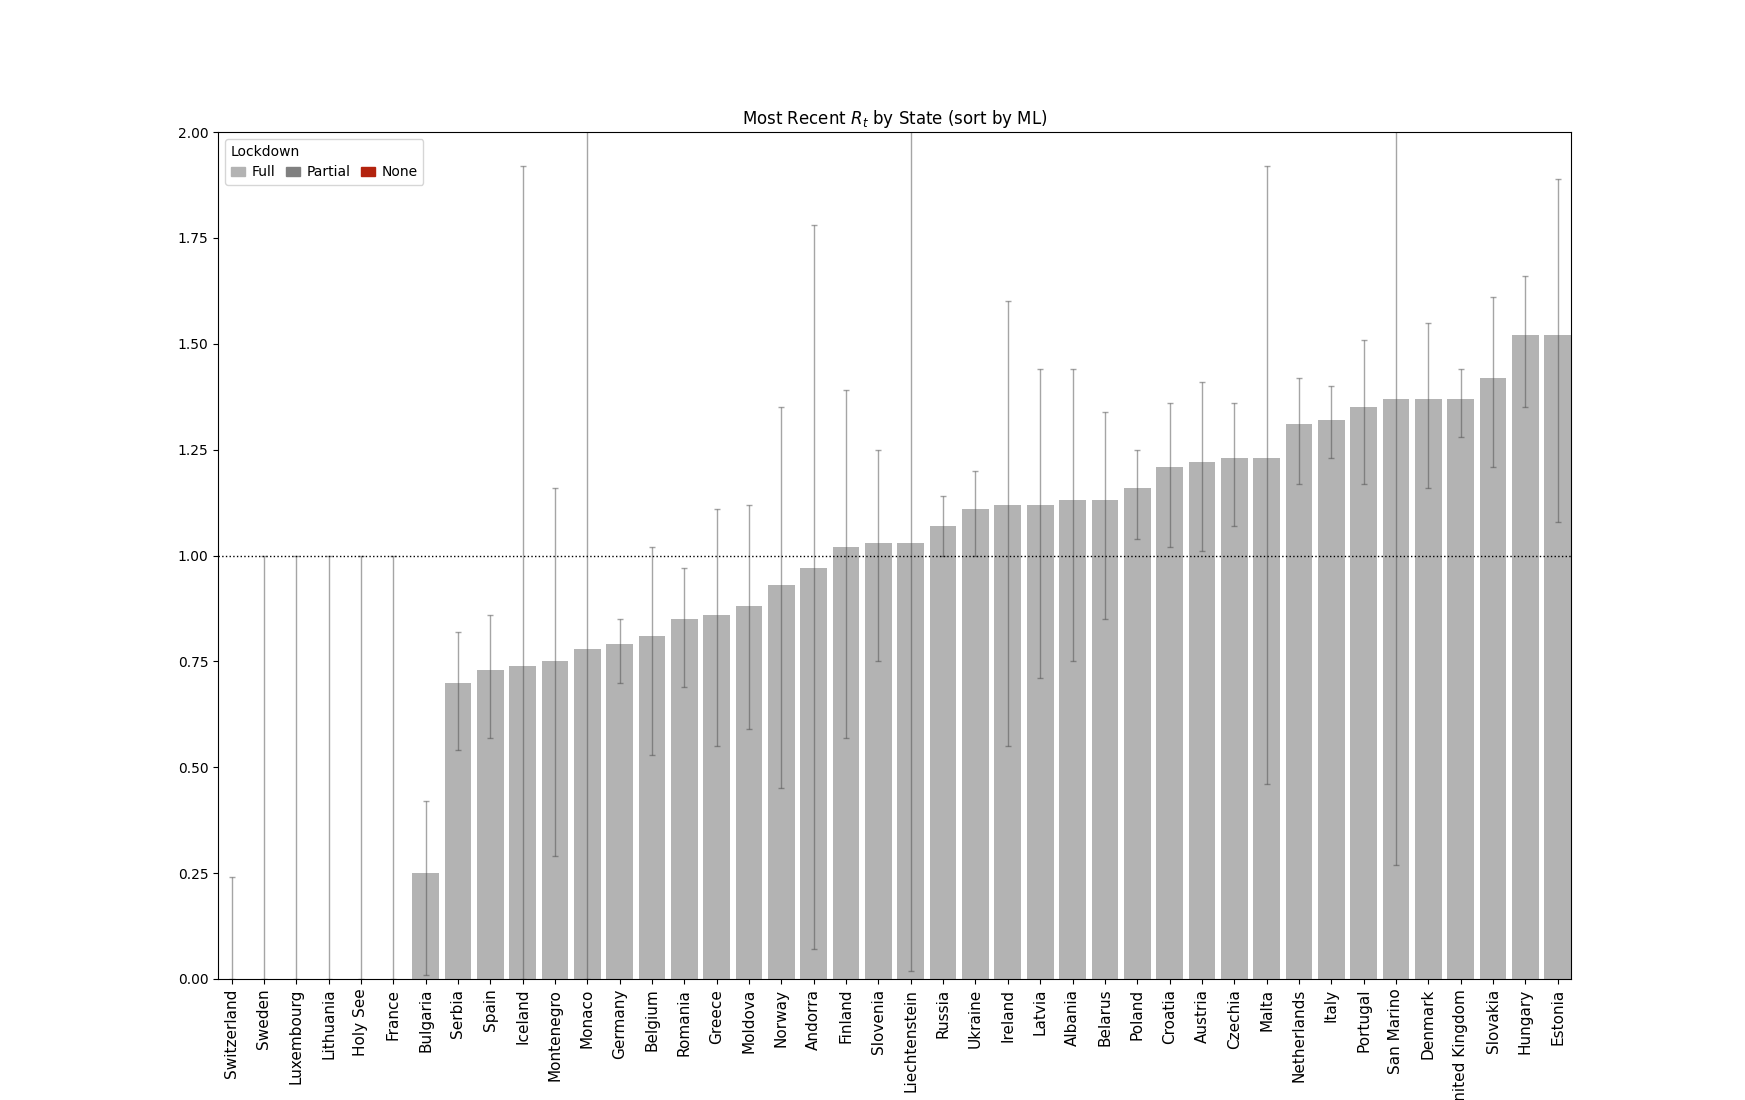 Most Recent R_t by State (sort by ML)
2.00
Lockdown
Full Partial None
1.75
1.50
1.25
1.00
0.75
0.50
0.25
0.00
Switzerland
Sweden
Luxembourg
Lithuania
Holy See
France
Bulgaria
Serbia
Spain
Iceland
Montenegro
Monaco
Germany
Belgium
Romania
Greece
Moldova
Norway
Andorra
Finland
Slovenia
Liechtenstein
Russia
Ukraine
Ireland
Latvia
Albania
Belarus
Poland
Croatia
Austria
Czechia
Malta
Netherlands
Italy
Portugal
San Marino
Denmark
nited Kingdom
Slovakia
Hungary
Estonia